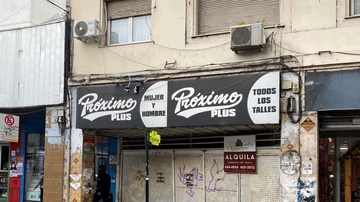 Próximo
PLUS
MUJER
Y
HOMBRE
Próximo
PLUS
TODOS
LOS
TALLES
ALQUILA